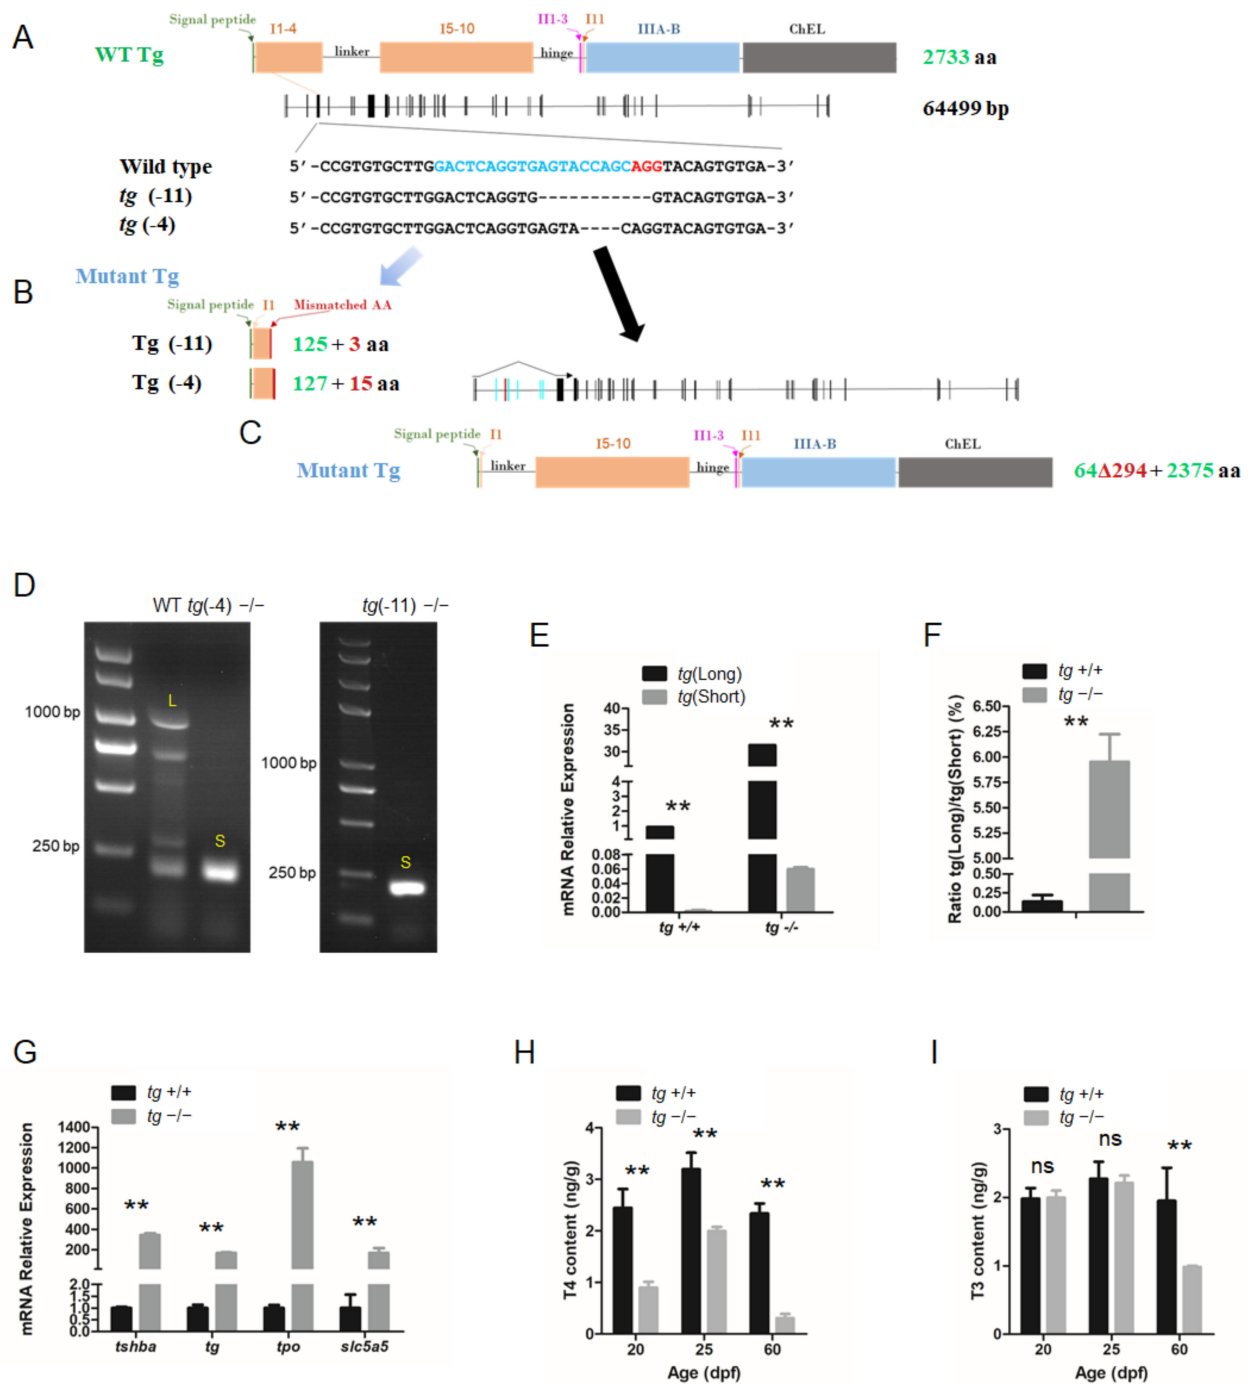 A
Signal peptide
I1-4
I5-10
II1-3
I11
IIIA-B
ChEL
WT Tg
linker
hinge
2733 aa
64499 bp
Wild type 5′-CCGTGTGCTTGGACTCAGGTGAGTACCAGCAGGTACAGTGTGA-3′
tg (-11) 5′-CCGTGTGCTTGGACTCAGGTG-----------GTACAGTGTGA-3′
tg (-4) 5′-CCGTGTGCTTGGACTCAGGTGAGTA----CAGGTACAGTGTGA-3′
Mutant Tg
B
Signal peptide I1 Mismatched AA
Tg (-11) 125 + 3 aa
Tg (-4) 127 + 15 aa
C
Signal peptide I1 I5-10 II1-3 I11 IIIA-B ChEL
Mutant Tg linker hinge 64Δ294 + 2375 aa
D
WT tg(-4) −/−
tg(-11) −/−
L
1000 bp
S
250 bp
1000 bp
S
250 bp
E
tg(Long)
tg(Short)
mRNA Relative Expression
40
35
30
4
3
2
1
0.08
0.06
0.04
0.02
0.00
**
**
tg +/+
tg -/-
F
tg +/+
tg −/−
Ratio tg(Long)/tg(Short) (%)
6.50
6.25
6.00
5.75
5.50
5.25
5.00
0.50
0.25
0.00
**
G
tg +/+
tg −/−
mRNA Relative Expression
1400
1200
1000
800
600
400
200
2.0
1.5
1.0
0.5
0.0
**
**
**
**
tshba
tg
tpo
slc5a5
H
tg +/+
tg −/−
T4 content (ng/g)
4
3
2
1
0
**
**
**
20
25
60
Age (dpf)
I
tg +/+
tg −/−
T3 content (ng/g)
3
2
1
0
ns
ns
**
20
25
60
Age (dpf)